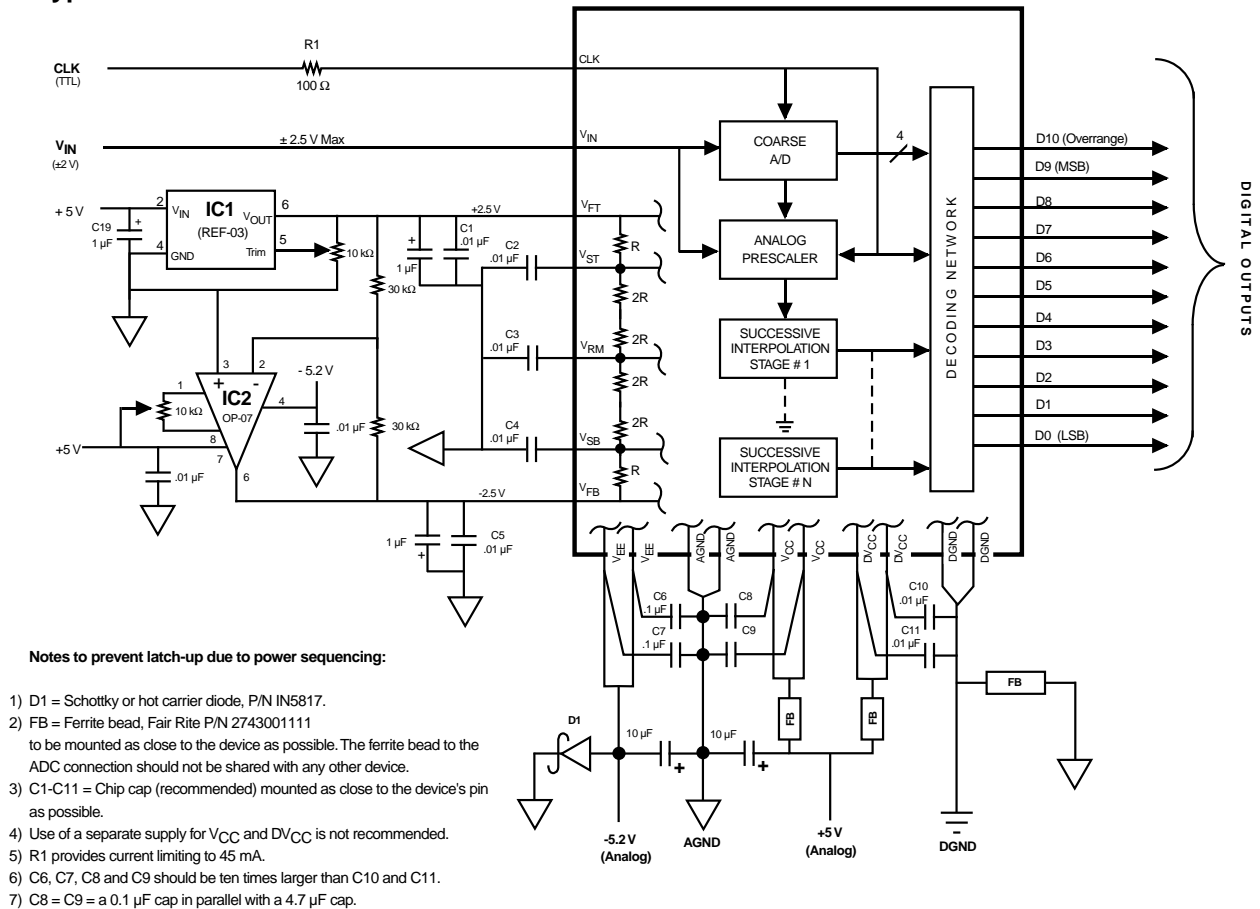 R1
CLK
(TTL)
100 Ω
CLK
VIN
(±2 V)
± 2.5 V Max
VIN
COARSE
A/D
4
D10 (Overrange)
D9 (MSB)
D8
D7
D6
D5
D4
D3
D2
D1
D0 (LSB)
DIGITAL OUTPUTS
DECODING NETWORK
+ 5 V
2
VIN
IC1
(REF-03)
VOUT
6
C19
1 µF
+
4
GND
Trim
5
10 kΩ
30 kΩ
+2.5 V
VFT
+
1 µF
C1
.01 µF
C2
.01 µF
VST
R
2R
ANALOG
PRESCALER
C3
.01 µF
VRM
2R
2R
2R
SUCCESSIVE
INTERPOLATION
STAGE # 1
3
2
+
-
IC2
OP-07
1
10 kΩ
8
7
6
4
- 5.2 V
.01 µF
30 kΩ
+5 V
.01 µF
C4
.01 µF
VSB
R
SUCCESSIVE
INTERPOLATION
STAGE # N
-2.5 V
VFB
1 µF
+
C5
.01 µF
VEE
VEE
AGND
AGND
VCC
VCC
DVCC
DVCC
DGND
DGND
C6
.1 µF
C8
C10
.01 µF
C7
.1 µF
C9
C11
.01 µF
FB
FB
FB
D1
10 µF
+
10 µF
+
-5.2 V
(Analog)
AGND
+5 V
(Analog)
DGND
Notes to prevent latch-up due to power sequencing:
1) D1 = Schottky or hot carrier diode, P/N IN5817.
2) FB = Ferrite bead, Fair Rite P/N 2743001111
to be mounted as close to the device as possible. The ferrite bead to the
ADC connection should not be shared with any other device.
3) C1-C11 = Chip cap (recommended) mounted as close to the device's pin
as possible.
4) Use of a separate supply for VCC and DVCC is not recommended.
5) R1 provides current limiting to 45 mA.
6) C6, C7, C8 and C9 should be ten times larger than C10 and C11.
7) C8 = C9 = a 0.1 µF cap in parallel with a 4.7 µF cap.